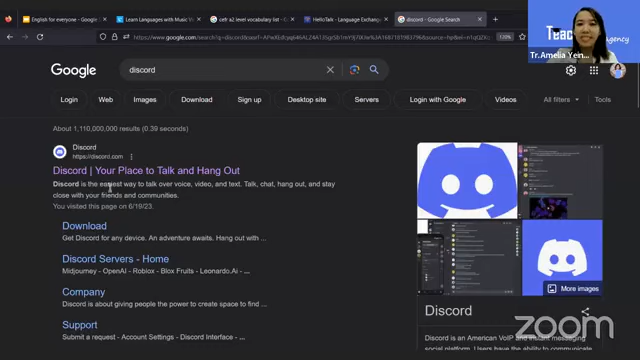 English for everyone - Google
Learn Languages with Music V
cefr a2 level vocabulary list - G
HelloTalk - Language Exchange
discord - Google Search
120%
Tr.Amelia Yein
Google
discord
Login
Web
Images
Download
Sign up
Desktop site
Servers
Login with Google
Videos
All filters
Tools
About 1,110,000,000 results (0.39 seconds)
Discord
https://discord.com
Discord | Your Place to Talk and Hang Out
Discord is the easiest way to talk over voice, video, and text. Talk, chat, hang out, and stay
close with your friends and communities.
You visited this page on 6/19/23.
Download
Get Discord for any device. An adventure awaits. Hang out with ...
Discord Servers - Home
Midjourney - OpenAI - Roblox - Blox Fruits - Leonardo.Ai - ...
Company
Discord is about giving people the power to create space to find ...
Support
Submit a request - Account Settings - Discord Interface - ...
More images
Discord
Discord is an American VoIP and instant messaging
social platform. Users have the ability to communicate
zoom